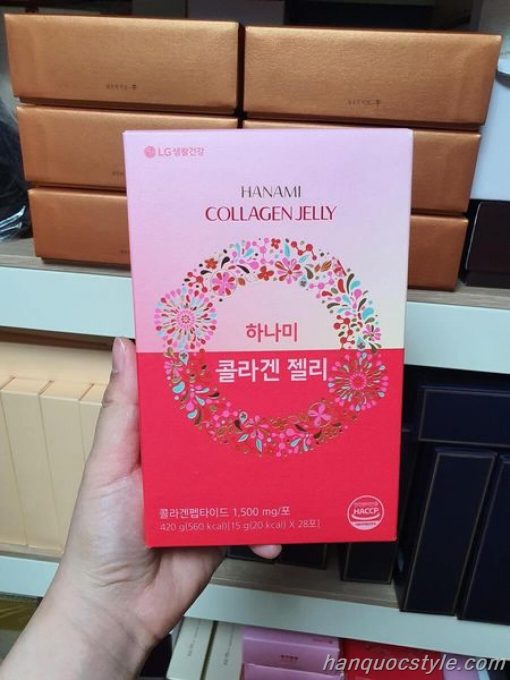 LG생활건강
HANAMI
COLLAGEN JELLY
하나미
콜라겐 젤리
콜라겐펩타이드 1,500 mg/포
420 g(560 kcal)[15 g(20 kcal) X 28포]
HACCP
hanquocstyle.com